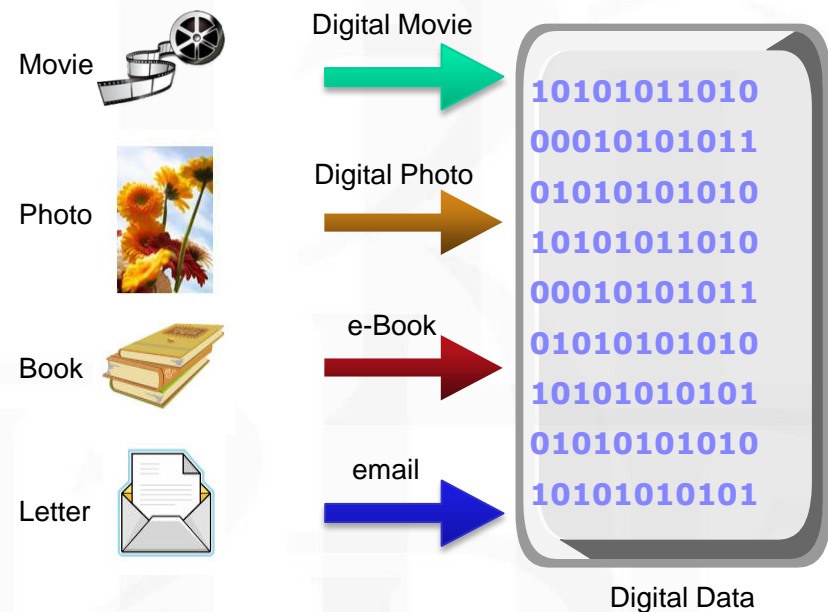 Digital Movie
Movie
10101011010
00010101011
Digital Photo
01010101010
Photo
10101011010
00010101011
e-Book
01010101010
Book
10101010101
01010101010
email
10101010101
Letter
Digital Data